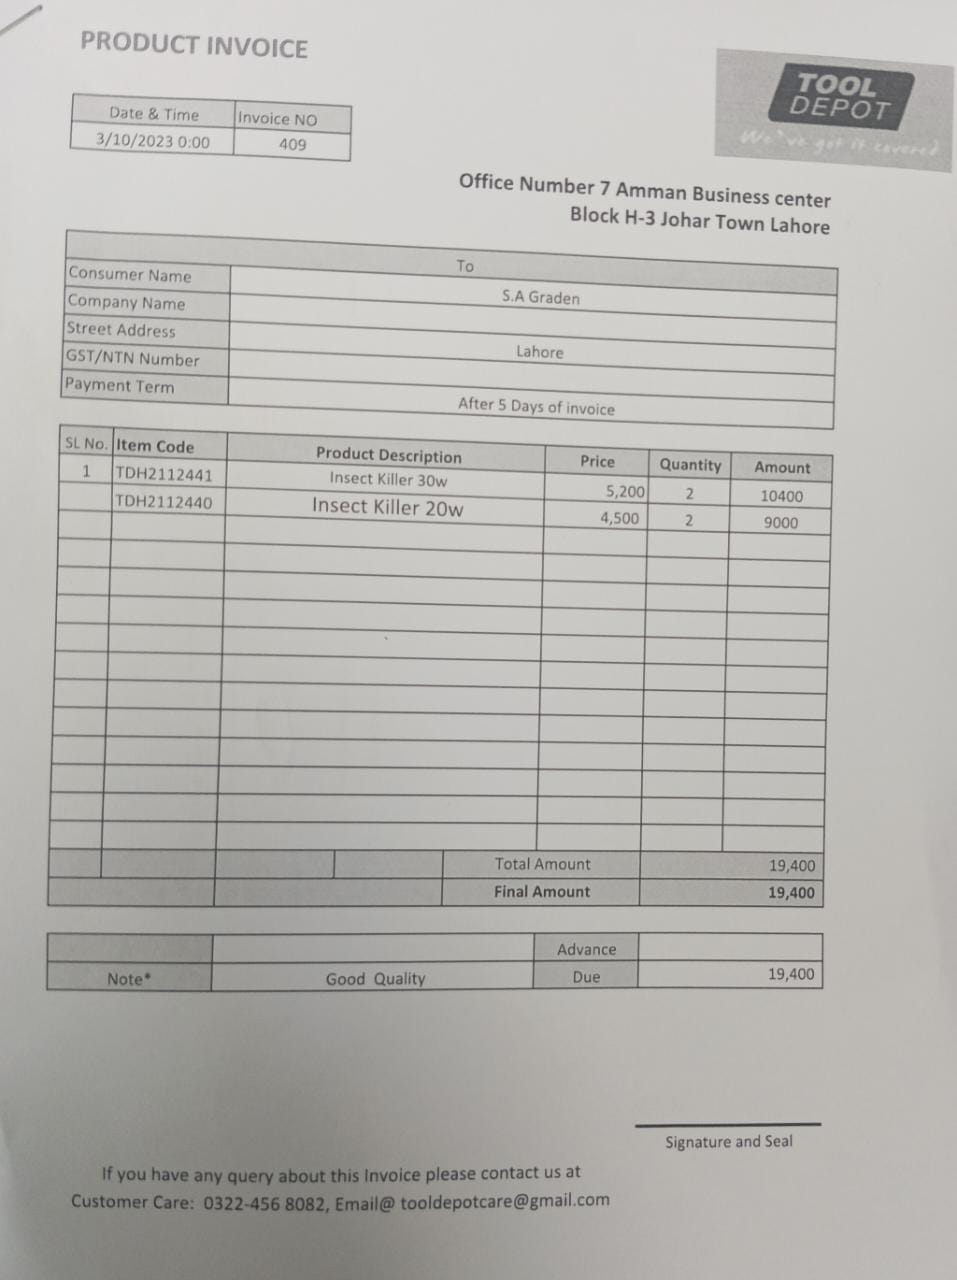 PRODUCT INVOICE
TOOL
DEPOT
We've got it covered
Date & Time Invoice NO
3/10/2023 0:00 409
Office Number 7 Amman Business center
Block H-3 Johar Town Lahore
To
Consumer Name S.A Graden
Company Name
Street Address Lahore
GST/NTN Number
Payment Term After 5 Days of invoice
SL No. Item Code Product Description Price Quantity Amount
1 TDH2112441 Insect Killer 30w 5,200 2 10400
TDH2112440 Insect Killer 20w 4,500 2 9000
Total Amount 19,400
Final Amount 19,400
Advance
Note* Good Quality Due 19,400
Signature and Seal
If you have any query about this Invoice please contact us at
Customer Care: 0322-456 8082, Email@ tooldepotcare@gmail.com